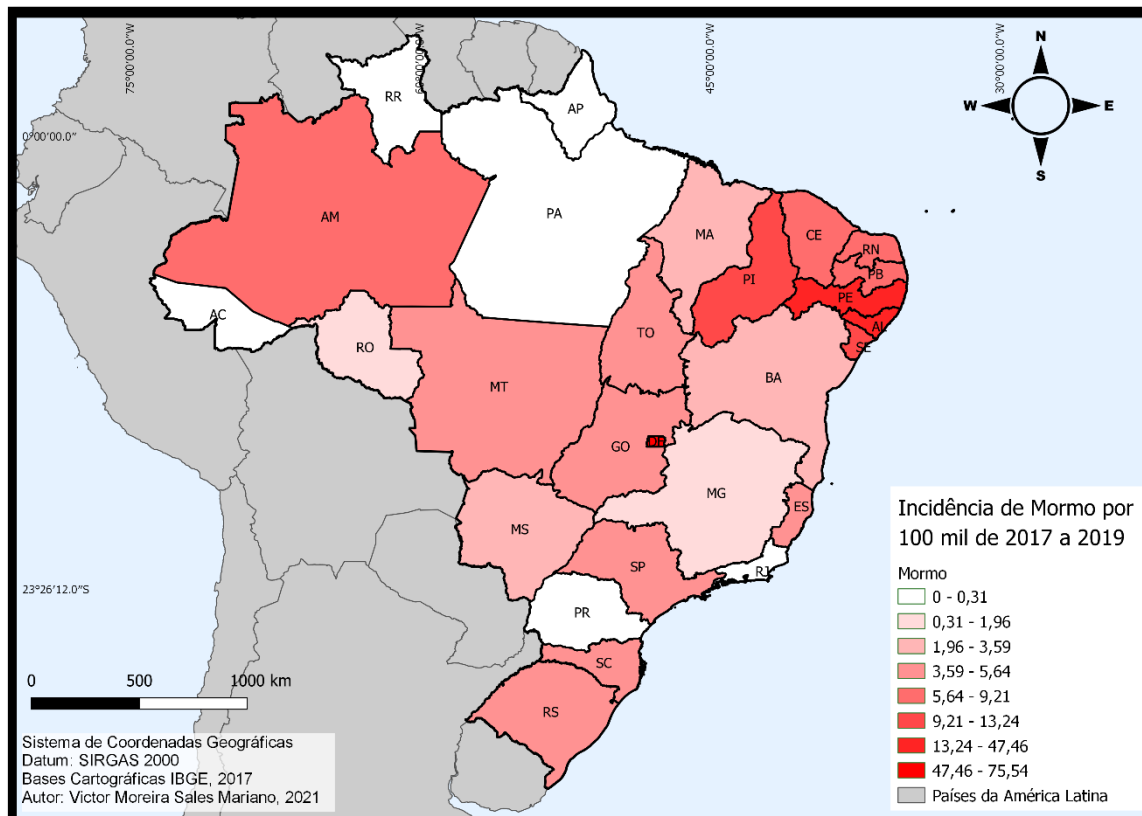 75°00'00.0"W
60°00'00.0"W
45°00'00.0"W
30°00'00.0"W
N
W
E
S
0°00'00.0"
RR
AP
AM
PA
MA
CE
RN
PB
PI
PE
AL
SE
AC
RO
TO
BA
MT
GO
DF
MG
ES
MS
SP
RJ
23°26'12.0"S
PR
SC
RS
0 500 1000 km
Sistema de Coordenadas Geográficas
Datum: SIRGAS 2000
Bases Cartográficas IBGE, 2017
Autor: Victor Moreira Sales Mariano, 2021
Incidência de Mormo por
100 mil de 2017 a 2019
Mormo
0 - 0,31
0,31 - 1,96
1,96 - 3,59
3,59 - 5,64
5,64 - 9,21
9,21 - 13,24
13,24 - 47,46
47,46 - 75,54
Países da América Latina